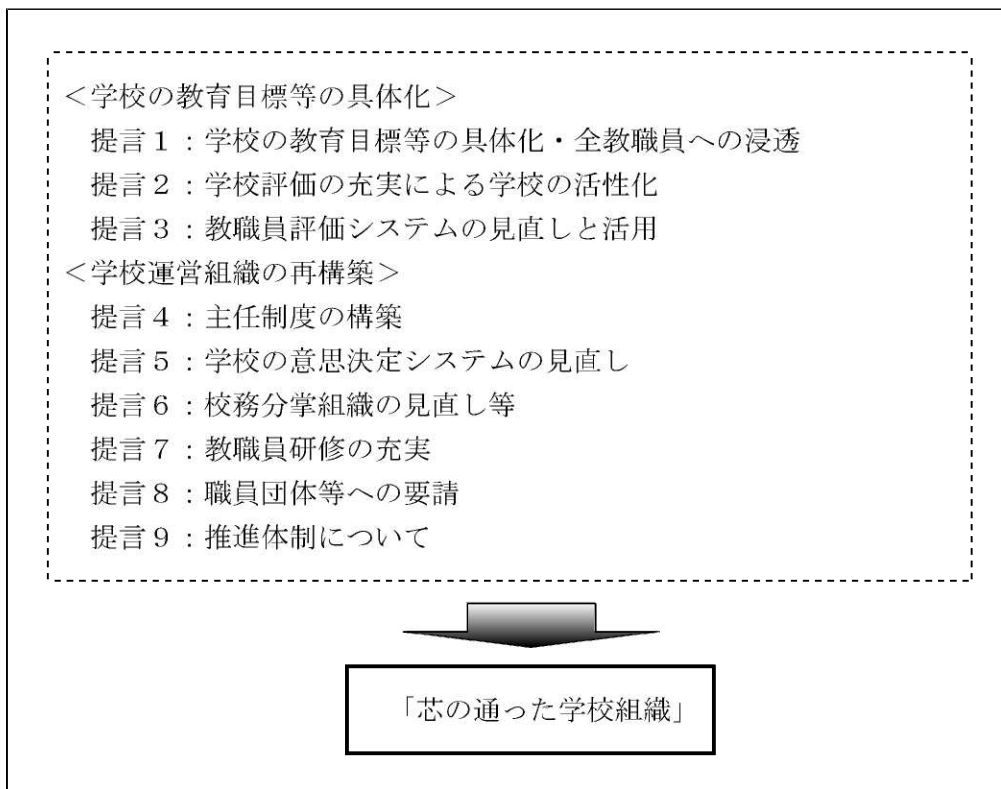 ＜学校の教育目標等の具体化＞
提言１：学校の教育目標等の具体化・全教職員への浸透
提言２：学校評価の充実による学校の活性化
提言３：教職員評価システムの見直しと活用
＜学校運営組織の再構築＞
提言４：主任制度の構築
提言５：学校の意思決定システムの見直し
提言６：校務分掌組織の見直し等
提言７：教職員研修の充実
提言８：職員団体等への要請
提言９：推進体制について
「芯の通った学校組織」